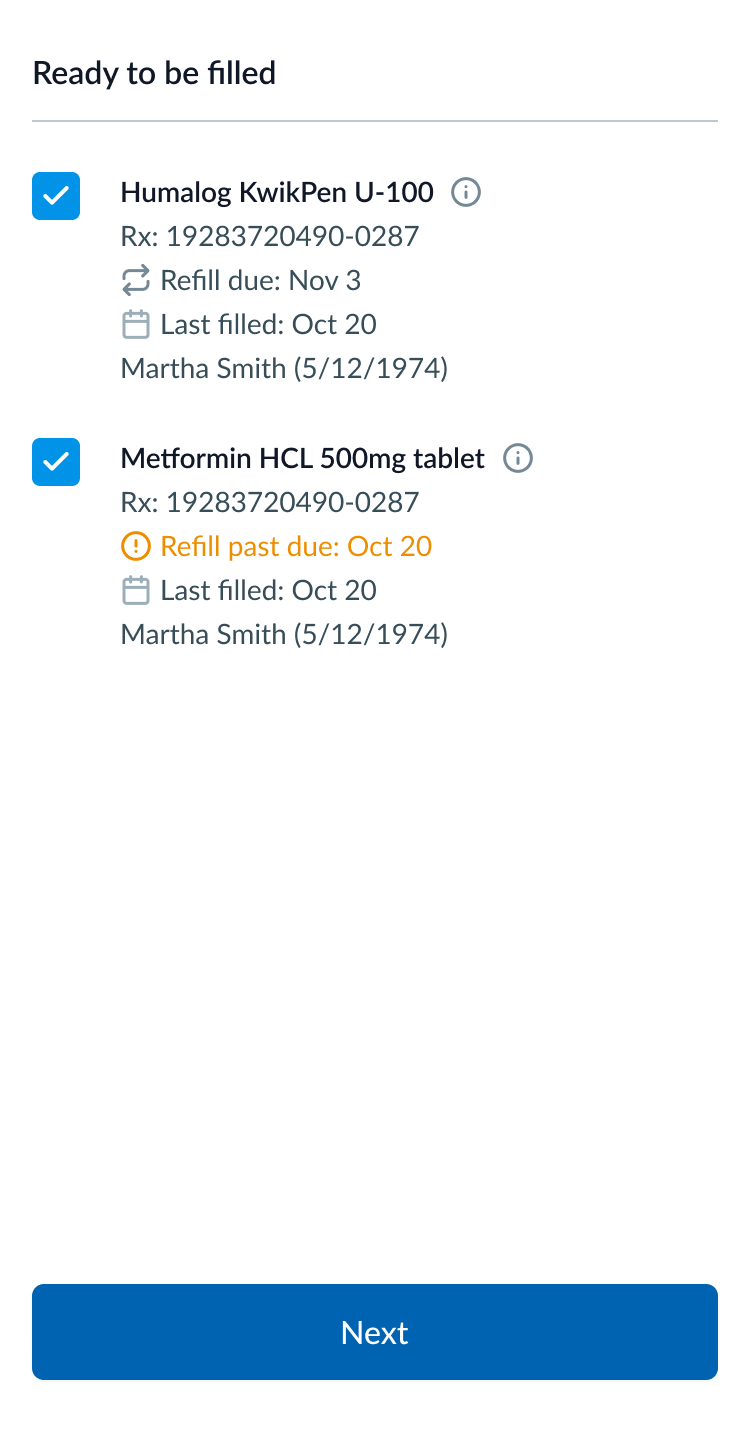 Ready to be filled
Humalog KwikPen U-100
Rx: 19283720490-0287
Refill due: Nov 3
Last filled: Oct 20
Martha Smith (5/12/1974)
Metformin HCL 500mg tablet
Rx: 19283720490-0287
Refill past due: Oct 20
Last filled: Oct 20
Martha Smith (5/12/1974)
Next